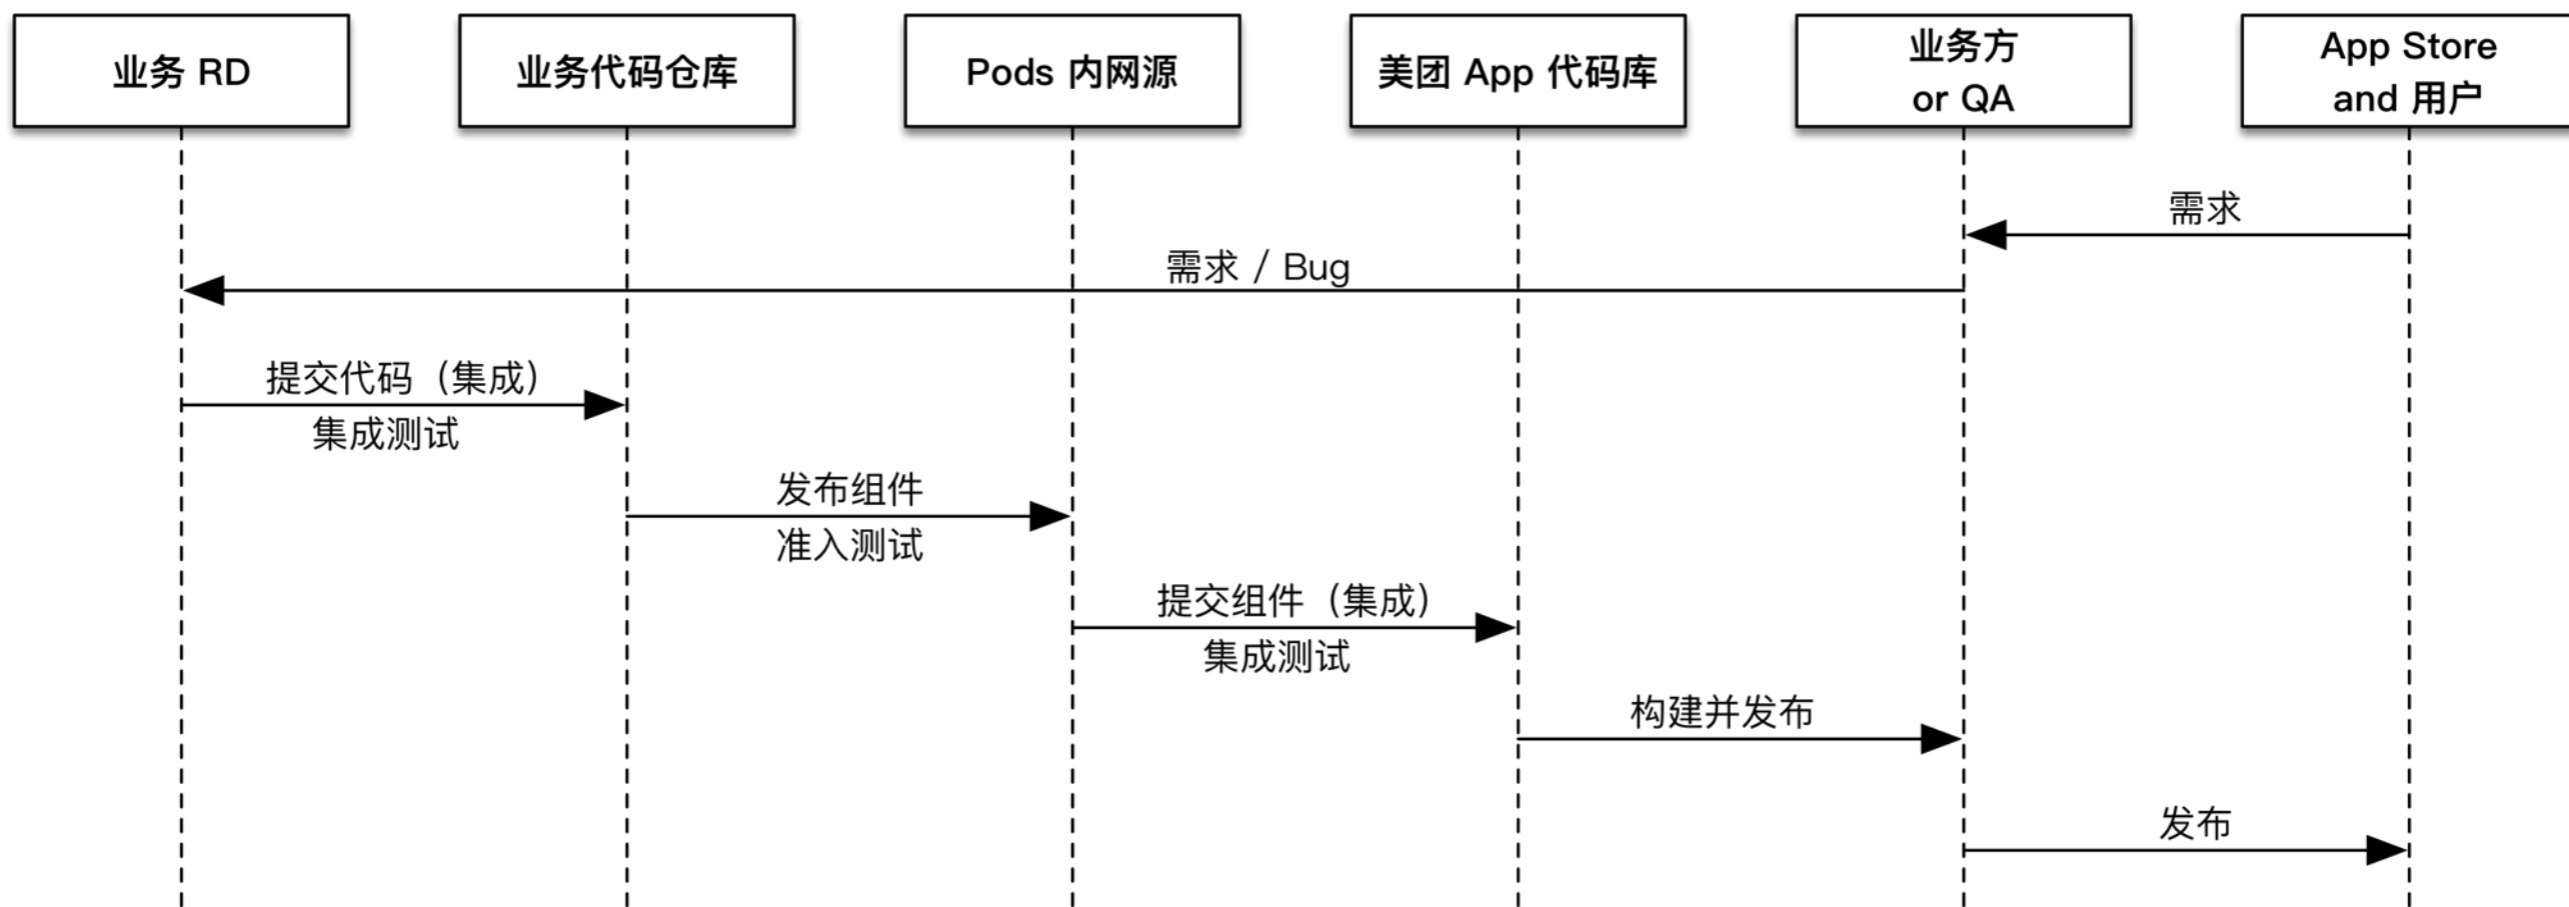 业务 RD
业务代码仓库
Pods 内网源
美团 App 代码库
业务方
or QA
App Store
and 用户
需求
需求 / Bug
提交代码（集成）
集成测试
发布组件
准入测试
提交组件（集成）
集成测试
构建并发布
发布